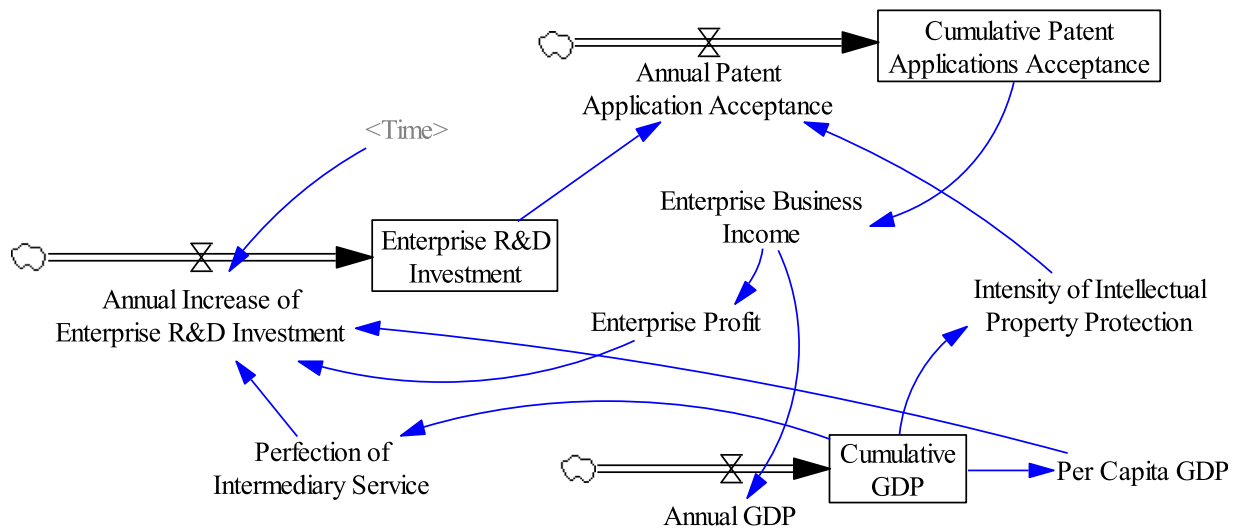 Cumulative Patent
Applications Acceptance
Annual Patent
Application Acceptance
<Time>
Enterprise Business
Income
Enterprise R&D
Investment
Annual Increase of
Enterprise R&D Investment
Intensity of Intellectual
Property Protection
Enterprise Profit
Perfection of
Intermediary Service
Cumulative
GDP
Per Capita GDP
Annual GDP